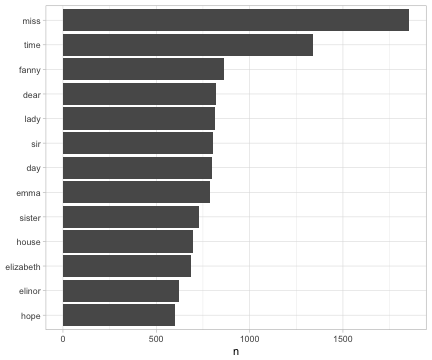 miss
time
fanny
dear
lady
sir
day
emma
sister
house
elizabeth
elinor
hope
0 500 1000 1500
n